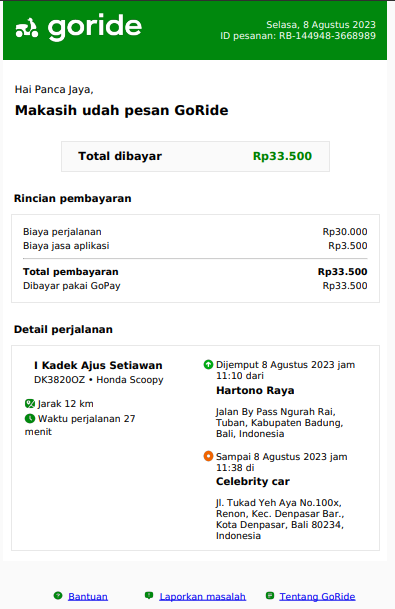 goride
Selasa, 8 Agustus 2023
ID pesanan: RB-144948-3668989
Hai Panca Jaya,
Makasih udah pesan GoRide
Total dibayar Rp33.500
Rincian pembayaran
Biaya perjalanan Rp30.000
Biaya jasa aplikasi Rp3.500
Total pembayaran Rp33.500
Dibayar pakai GoPay Rp33.500
Detail perjalanan
I Kadek Ajus Setiawan
DK3820OZ • Honda Scoopy
Jarak 12 km
Waktu perjalanan 27
menit
Dijemput 8 Agustus 2023 jam
11:10 dari
Hartono Raya
Jalan By Pass Ngurah Rai,
Tuban, Kabupaten Badung,
Bali, Indonesia
Sampai 8 Agustus 2023 jam
11:38 di
Celebrity car
Jl. Tukad Yeh Aya No.100x,
Renon, Kec. Denpasar Bar.,
Kota Denpasar, Bali 80234,
Indonesia
Bantuan Laporkan masalah Tentang GoRide